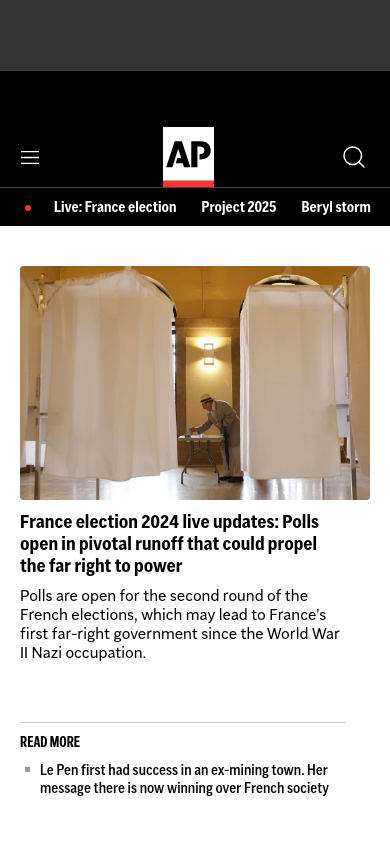 AP
Live: France election Project 2025 Beryl storm
France election 2024 live updates: Polls
open in pivotal runoff that could propel
the far right to power
Polls are open for the second round of the
French elections, which may lead to France’s
first far-right government since the World War
II Nazi occupation.
READ MORE
Le Pen first had success in an ex-mining town. Her
message there is now winning over French society